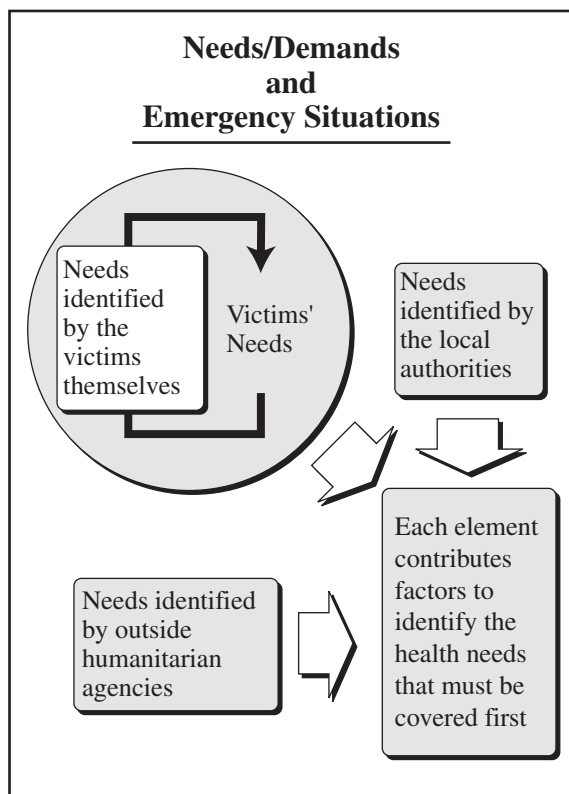 Needs/Demands
and
Emergency Situations
Needs
identified
by the
victims
themselves
Victims'
Needs
Needs
identified by
the local
authorities
Needs identified
by outside
humanitarian
agencies
Each element
contributes
factors to
identify the
health needs
that must be
covered first